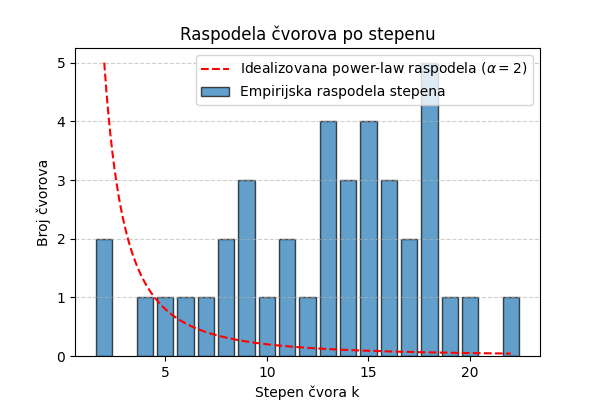 Raspodela čvorova po stepenu
Idealizovana power-law raspodela (α = 2)
Empirijska raspodela stepena
Broj čvorova
5
4
3
2
1
0
5 10 15 20
Stepen čvora k